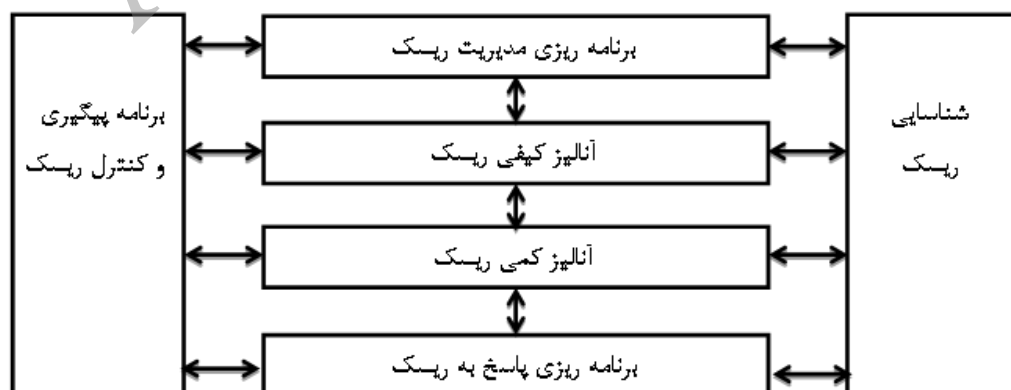 شناسایی
ریسک
برنامه ریزی مدیریت ریسک
آنالیز کیفی ریسک
آنالیز کمی ریسک
برنامه ریزی پاسخ به ریسک
برنامه پیگیری
و کنترل ریسک